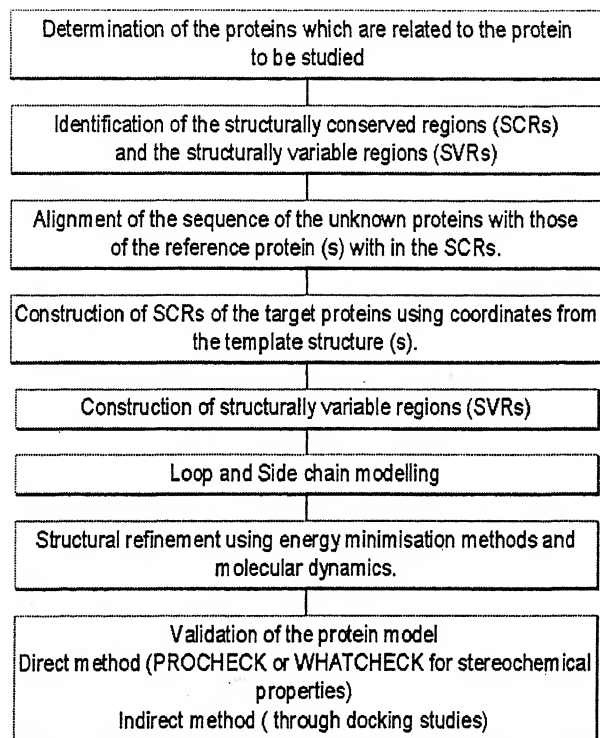 Determination of the proteins which are related to the protein
to be studied
Identification of the structurally conserved regions (SCRs)
and the structurally variable regions (SVRs)
Alignment of the sequence of the unknown proteins with those
of the reference protein (s) with in the SCRs.
Construction of SCRs of the target proteins using coordinates from
the template structure (s).
Construction of structurally variable regions (SVRs)
Loop and Side chain modelling
Structural refinement using energy minimisation methods and
molecular dynamics.
Validation of the protein model
Direct method (PROCHECK or WHATCHECK for stereochemical
properties)
Indirect method ( through docking studies)